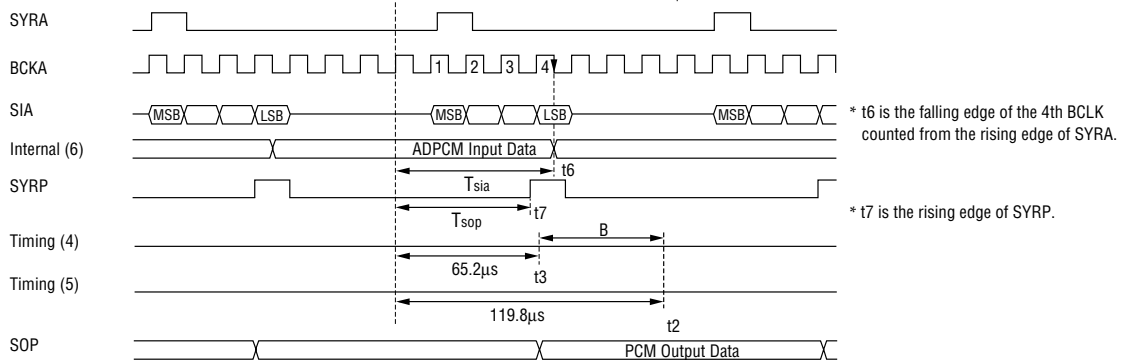 SYRA
BCKA
1 2 3 4
SIA
MSB LSB MSB LSB MSB
* t6 is the falling edge of the 4th BCLK
counted from the rising edge of SYRA.
Internal (6)
ADPCM Input Data
t6
SYRP
Tsia
t7
* t7 is the rising edge of SYRP.
Tsop
Timing (4)
B
65.2µs
t3
Timing (5)
119.8µs
t2
SOP
PCM Output Data